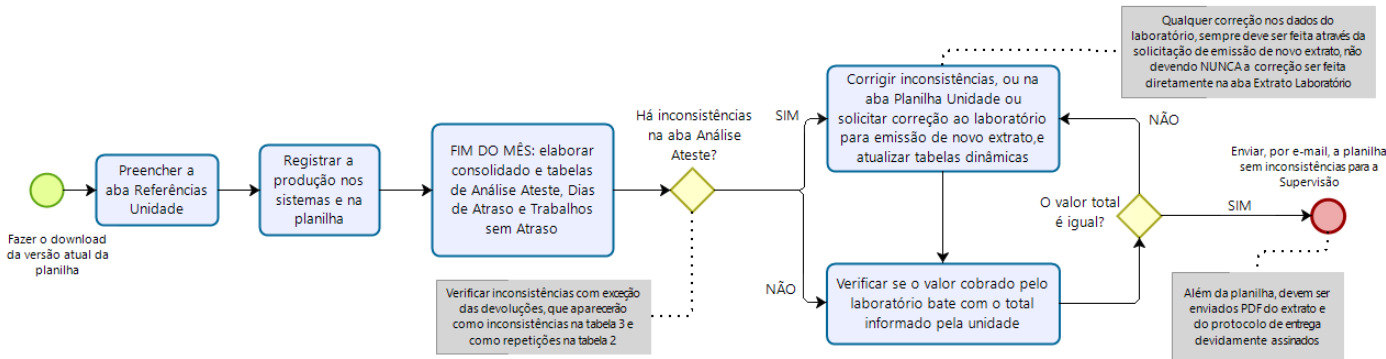 Fazer o download
da versão atual da
planilha
Preencher a
aba Referências
Unidade
Registrar a
produção nos
sistemas e na
planilha
FIM DO MÊS: elaborar
consolidado e tabelas
de Análise Ateste, Dias
de Atraso e Trabalhos
sem Atraso
Há inconsistências
na aba Análise
Ateste?
Verificar inconsistências com exceção
das devoluções, que aparecerão
como inconsistências na tabela 3 e
como repetições na tabela 2
SIM
NÃO
Corrigir inconsistências, ou na
aba Planilha Unidade ou
solicitar correção ao laboratório
para emissão de novo extrato,e
atualizar tabelas dinâmicas
Qualquer correção nos dados do
laboratório, sempre deve ser feita através da
solicitação de emissão de novo extrato, não
devendo NUNCA a correção ser feita
diretamente na aba Extrato Laboratório
Verificar se o valor cobrado pelo
laboratório bate com o total
informado pela unidade
O valor total
é igual?
NÃO
SIM
Enviar, por e-mail, a planilha
sem inconsistências para a
Supervisão
Além da planilha, devem ser
enviados PDF do extrato e
do protocolo de entrega
devidamente assinados